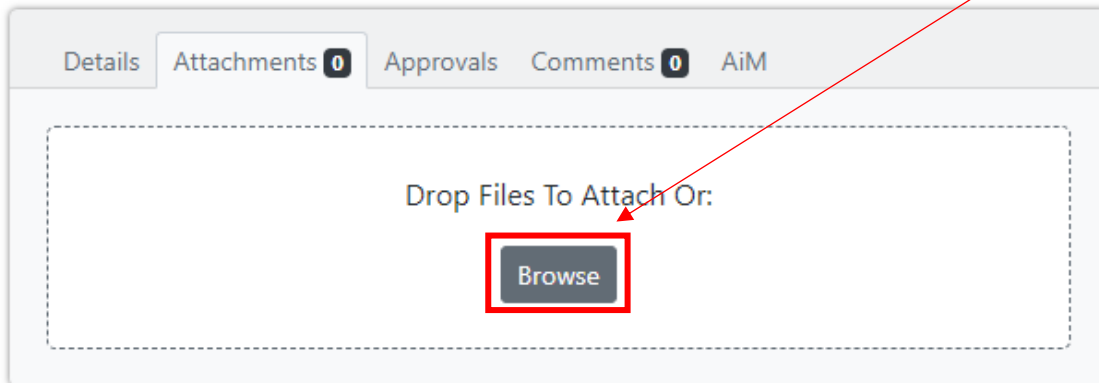 Details Attachments 0 Approvals Comments 0 AiM
Drop Files To Attach Or:
Browse